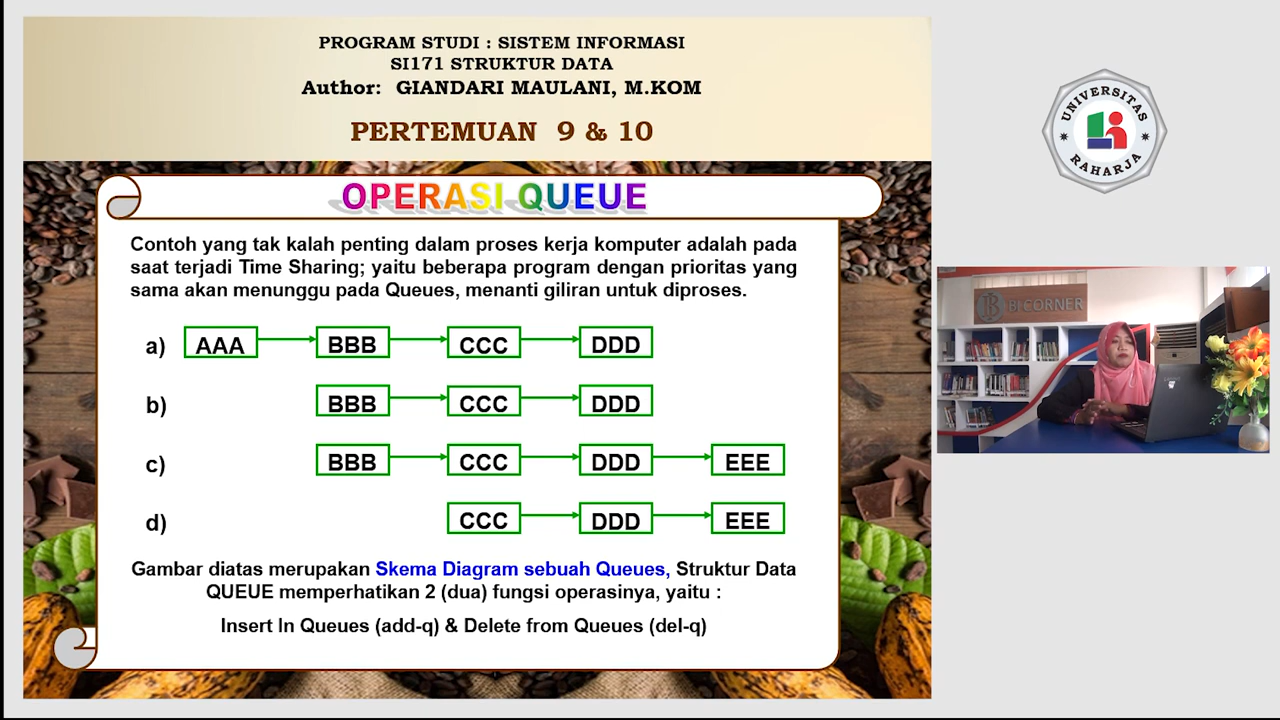 PROGRAM STUDI : SISTEM INFORMASI
SI171 STRUKTUR DATA
Author: GIANDARI MAULANI, M.KOM
PERTEMUAN 9 & 10
UNIVERSITAS
RAHARJA
OPERASI QUEUE
Contoh yang tak kalah penting dalam proses kerja komputer adalah pada
saat terjadi Time Sharing; yaitu beberapa program dengan prioritas yang
sama akan menunggu pada Queues, menanti giliran untuk diproses.
a) AAA BBB CCC DDD
b) BBB CCC DDD
c) BBB CCC DDD EEE
d) CCC DDD EEE
Gambar diatas merupakan Skema Diagram sebuah Queues, Struktur Data
QUEUE memperhatikan 2 (dua) fungsi operasinya, yaitu :
Insert In Queues (add-q) & Delete from Queues (del-q)
BI CORNER